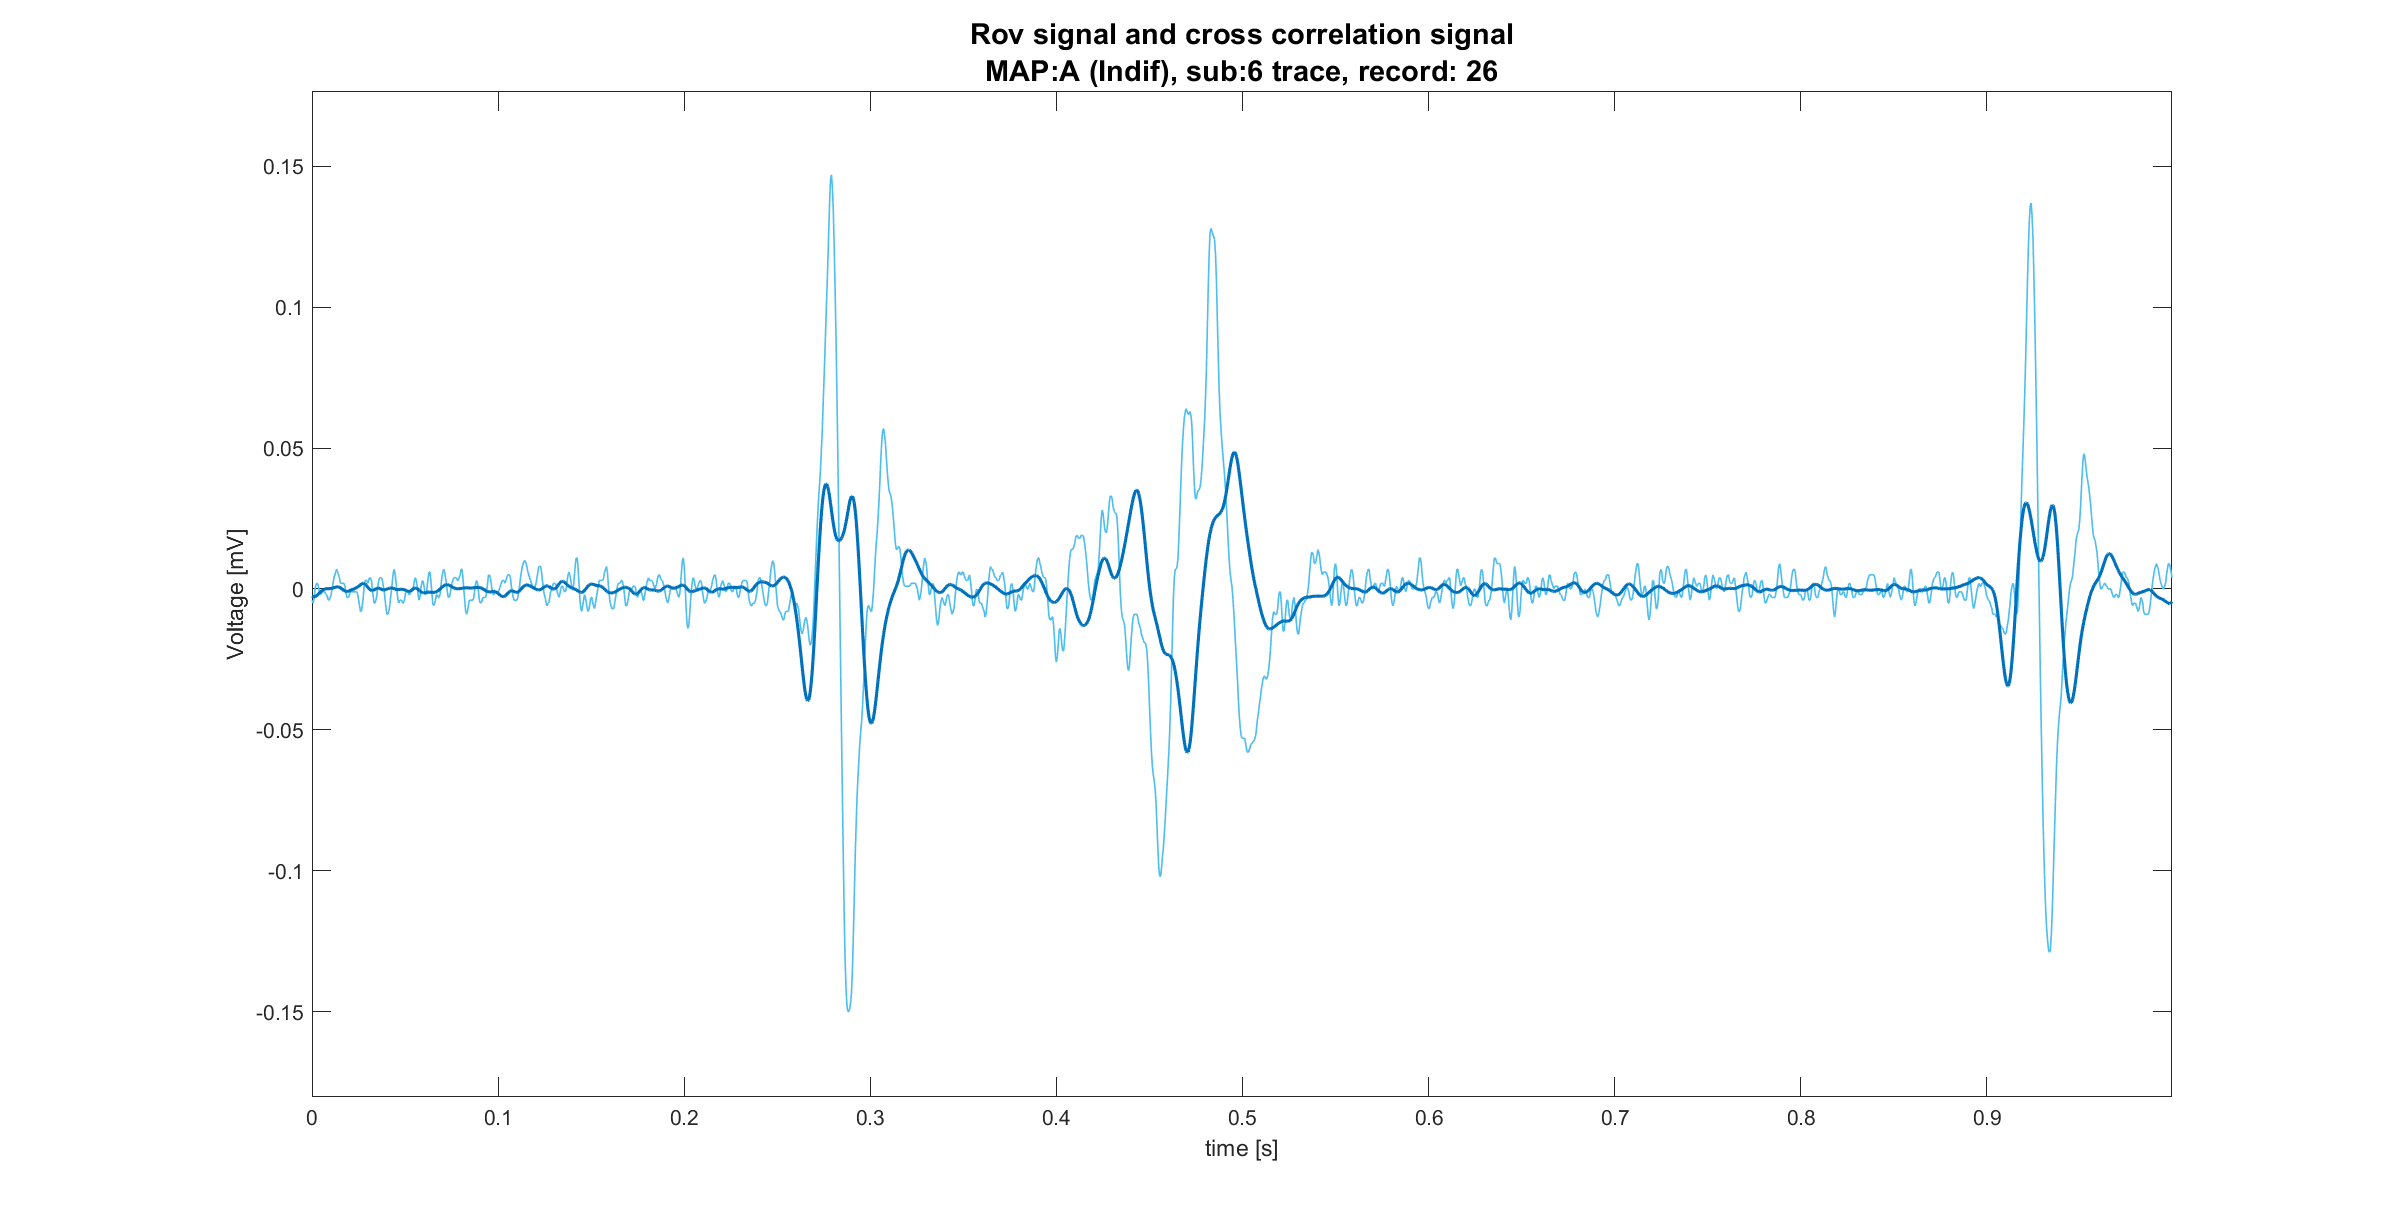 Rov signal and cross correlation signal
MAP:A (Indif), sub:6 trace, record: 26
0.15
0.1
0.05
0
-0.05
-0.1
-0.15
Voltage [mV]
0 0.1 0.2 0.3 0.4 0.5 0.6 0.7 0.8 0.9
time [s]